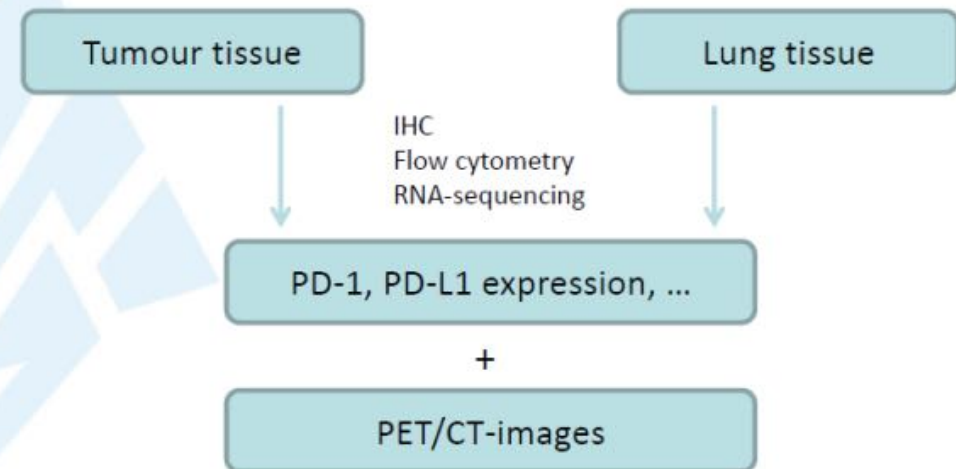 Tumour tissue
Lung tissue
IHC
Flow cytometry
RNA-sequencing
PD-1, PD-L1 expression, ...
+
PET/CT-images